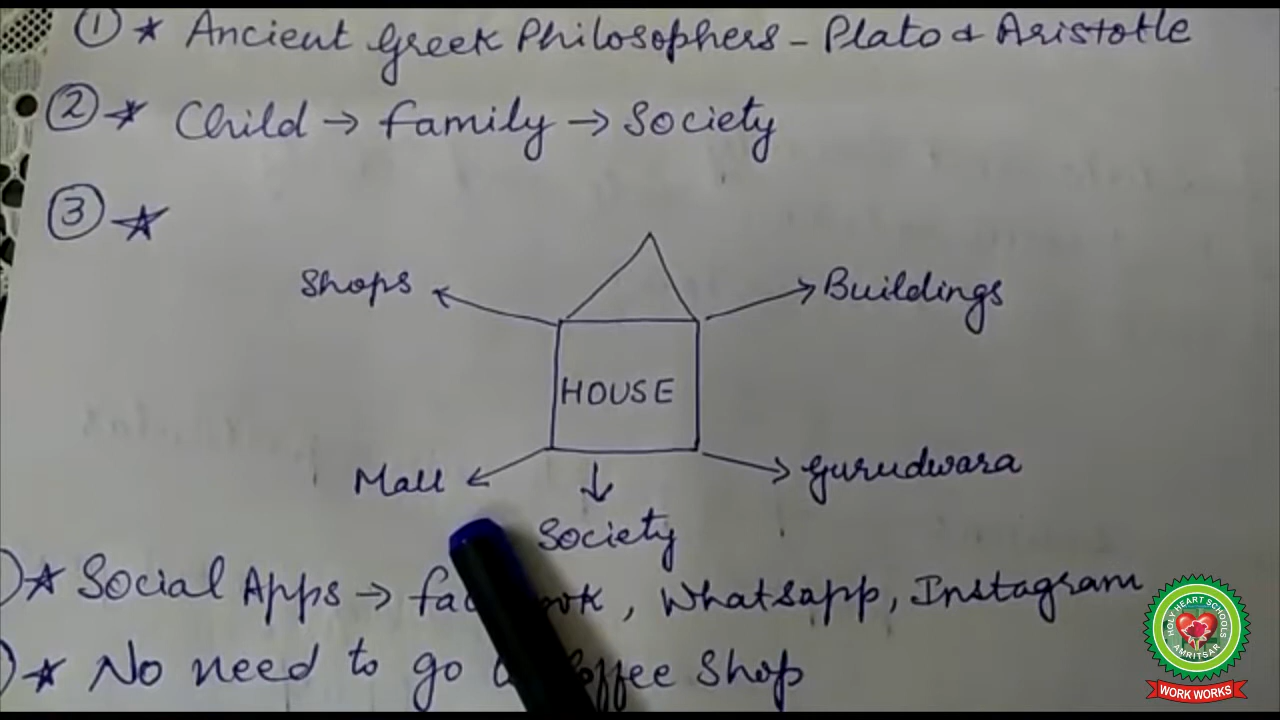 ① ★ Ancient Greek Philosophers - Plato & Aristotle
② ★ Child → family → Society
③ ★
Shops
Buildings
HOUSE
Mall
Gurudwara
Society
★ Social Apps → , Whatsapp, Instagram
★ No need to go Shop
HOLY HEART SCHOOLS
AMRITSAR
WORK WORKS